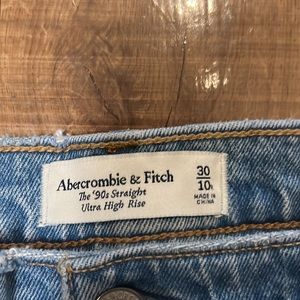 Abercrombie & Fitch
The '90s Straight
Ultra High Rise
30
10R
MADE IN
CHINA